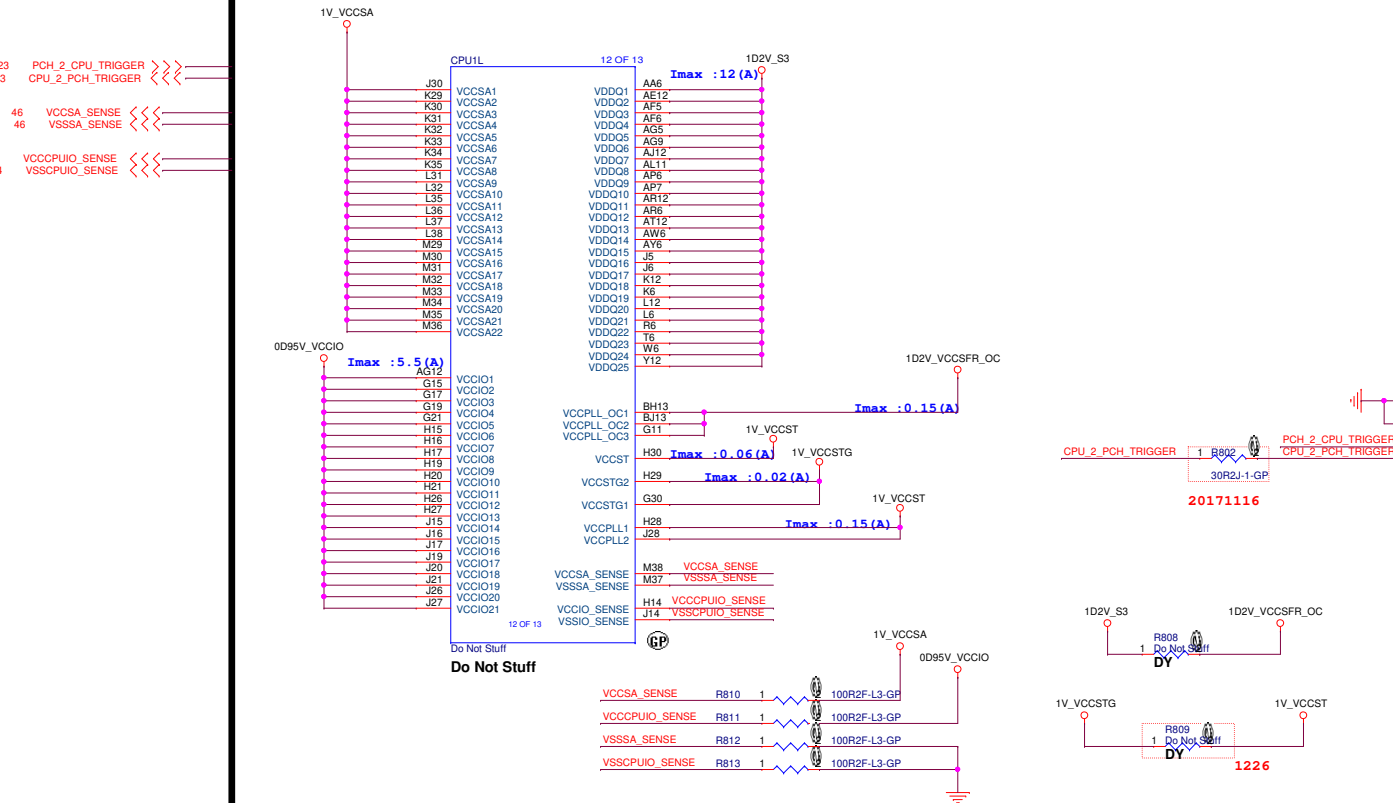 1V_VCCSA
23 PCH_2_CPU_TRIGGER
3 CPU_2_PCH_TRIGGER
46 VCCSA_SENSE
46 VSSSA_SENSE
VCCCPUIO_SENSE
VSSCPUIO_SENSE
CPU1L 12 OF 13
1D2V_S3
Imax :12(A)
J30 VCCSA1 VDDQ1 AA6
K29 VCCSA2 VDDQ2 AE12
K30 VCCSA3 VDDQ3 AF5
K31 VCCSA4 VDDQ4 AF6
K32 VCCSA5 VDDQ5 AG5
K33 VCCSA6 VDDQ6 AG9
K34 VCCSA7 VDDQ7 AJ12
K35 VCCSA8 VDDQ8 AL11
L31 VCCSA9 VDDQ9 AP6
L32 VCCSA10 VDDQ10 AP7
L35 VCCSA11 VDDQ11 AR12
L36 VCCSA12 VDDQ12 AR6
L37 VCCSA13 VDDQ13 AT12
L38 VCCSA14 VDDQ14 AW6
M29 VCCSA15 VDDQ15 AY6
M30 VCCSA16 VDDQ16 J5
M31 VCCSA17 VDDQ17 J6
M32 VCCSA18 VDDQ18 K12
M33 VCCSA19 VDDQ19 K6
M34 VCCSA20 VDDQ20 L12
M35 VCCSA21 VDDQ21 L6
M36 VCCSA22 VDDQ22 R6
VDDQ23 T6
VDDQ24 W6
VDDQ25 Y12
0D95V_VCCIO
Imax :5.5(A)
AG12 VCCIO1
G15 VCCIO2
G17 VCCIO3
G19 VCCIO4
G21 VCCIO5
H15 VCCIO6
H16 VCCIO7
H17 VCCIO8
H19 VCCIO9
H20 VCCIO10
H21 VCCIO11
H26 VCCIO12
H27 VCCIO13
J15 VCCIO14
J16 VCCIO15
J17 VCCIO16
J19 VCCIO17
J20 VCCIO18
J21 VCCIO19
J26 VCCIO20
J27 VCCIO21
1D2V_VCCSFR_OC
VCCPLL_OC1 BH13 Imax :0.15(A)
VCCPLL_OC2 BJ13
VCCPLL_OC3 G11
1V_VCCST
VCCST H30 Imax :0.06(A)
1V_VCCSTG
VCCSTG2 H29 Imax :0.02(A)
VCCSTG1 G30
1V_VCCST
VCCPLL1 H28 Imax :0.15(A)
VCCPLL2 J28
VCCSA_SENSE M38 VCCSA_SENSE
VSSSA_SENSE M37 VSSSA_SENSE
VCCIO_SENSE H14 VCCCPUIO_SENSE
VSSIO_SENSE J14 VSSCPUIO_SENSE
12 OF 13
GP
Do Not Stuff
Do Not Stuff
1V_VCCSA
0D95V_VCCIO
VCCSA_SENSE R810 1 100R2F-L3-GP
VCCCPUIO_SENSE R811 1 100R2F-L3-GP
VSSSA_SENSE R812 1 100R2F-L3-GP
VSSCPUIO_SENSE R813 1 100R2F-L3-GP
PCH_2_CPU_TRIGGER
CPU_2_PCH_TRIGGER 1 R802 CPU_2_PCH_TRIGGER
30R2J-1-GP
20171116
1D2V_S3 1D2V_VCCSFR_OC
R808
1 Do Not Stuff
DY
1V_VCCSTG 1V_VCCST
R809
1 Do Not Stuff
DY
1226